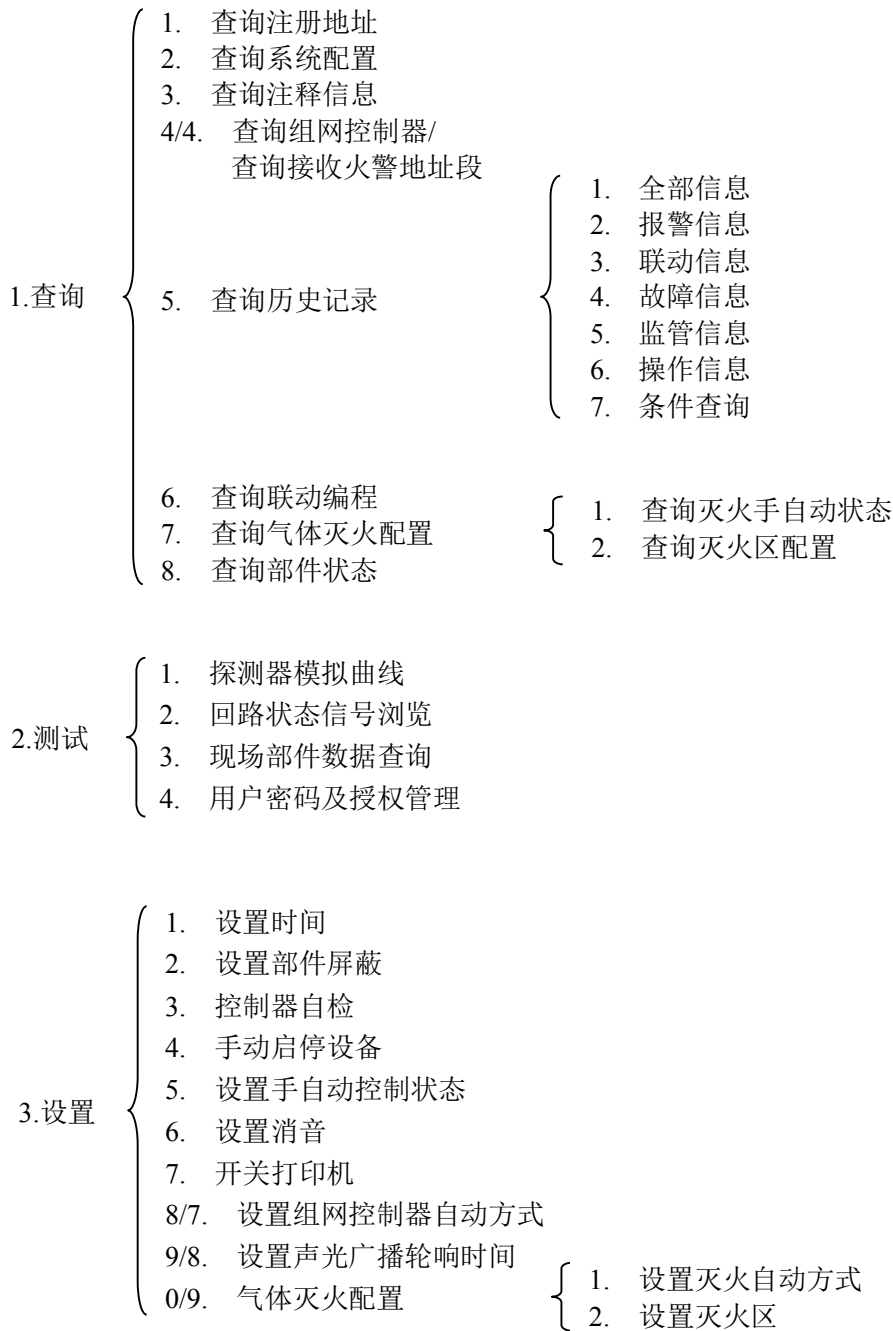 1. 查询注册地址
2. 查询系统配置
3. 查询注释信息
4/4. 查询组网控制器/
查询接收火警地址段
1.查询
5. 查询历史记录
1. 全部信息
2. 报警信息
3. 联动信息
4. 故障信息
5. 监管信息
6. 操作信息
7. 条件查询
6. 查询联动编程
7. 查询气体灭火配置
1. 查询灭火手自动状态
2. 查询灭火区配置
8. 查询部件状态
2.测试
1. 探测器模拟曲线
2. 回路状态信号浏览
3. 现场部件数据查询
4. 用户密码及授权管理
3.设置
1. 设置时间
2. 设置部件屏蔽
3. 控制器自检
4. 手动启停设备
5. 设置手自动控制状态
6. 设置消音
7. 开关打印机
8/7. 设置组网控制器自动方式
9/8. 设置声光广播轮响时间
0/9. 气体灭火配置
1. 设置灭火自动方式
2. 设置灭火区